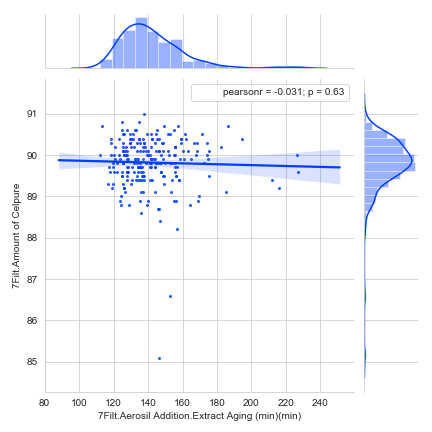 pearsonr = -0.031; p = 0.63
91
90
89
88
87
86
85
7Filt.Amount of Celpure
80 100 120 140 160 180 200 220 240
7Filt.Aerosil Addition.Extract Aging (min)(min)